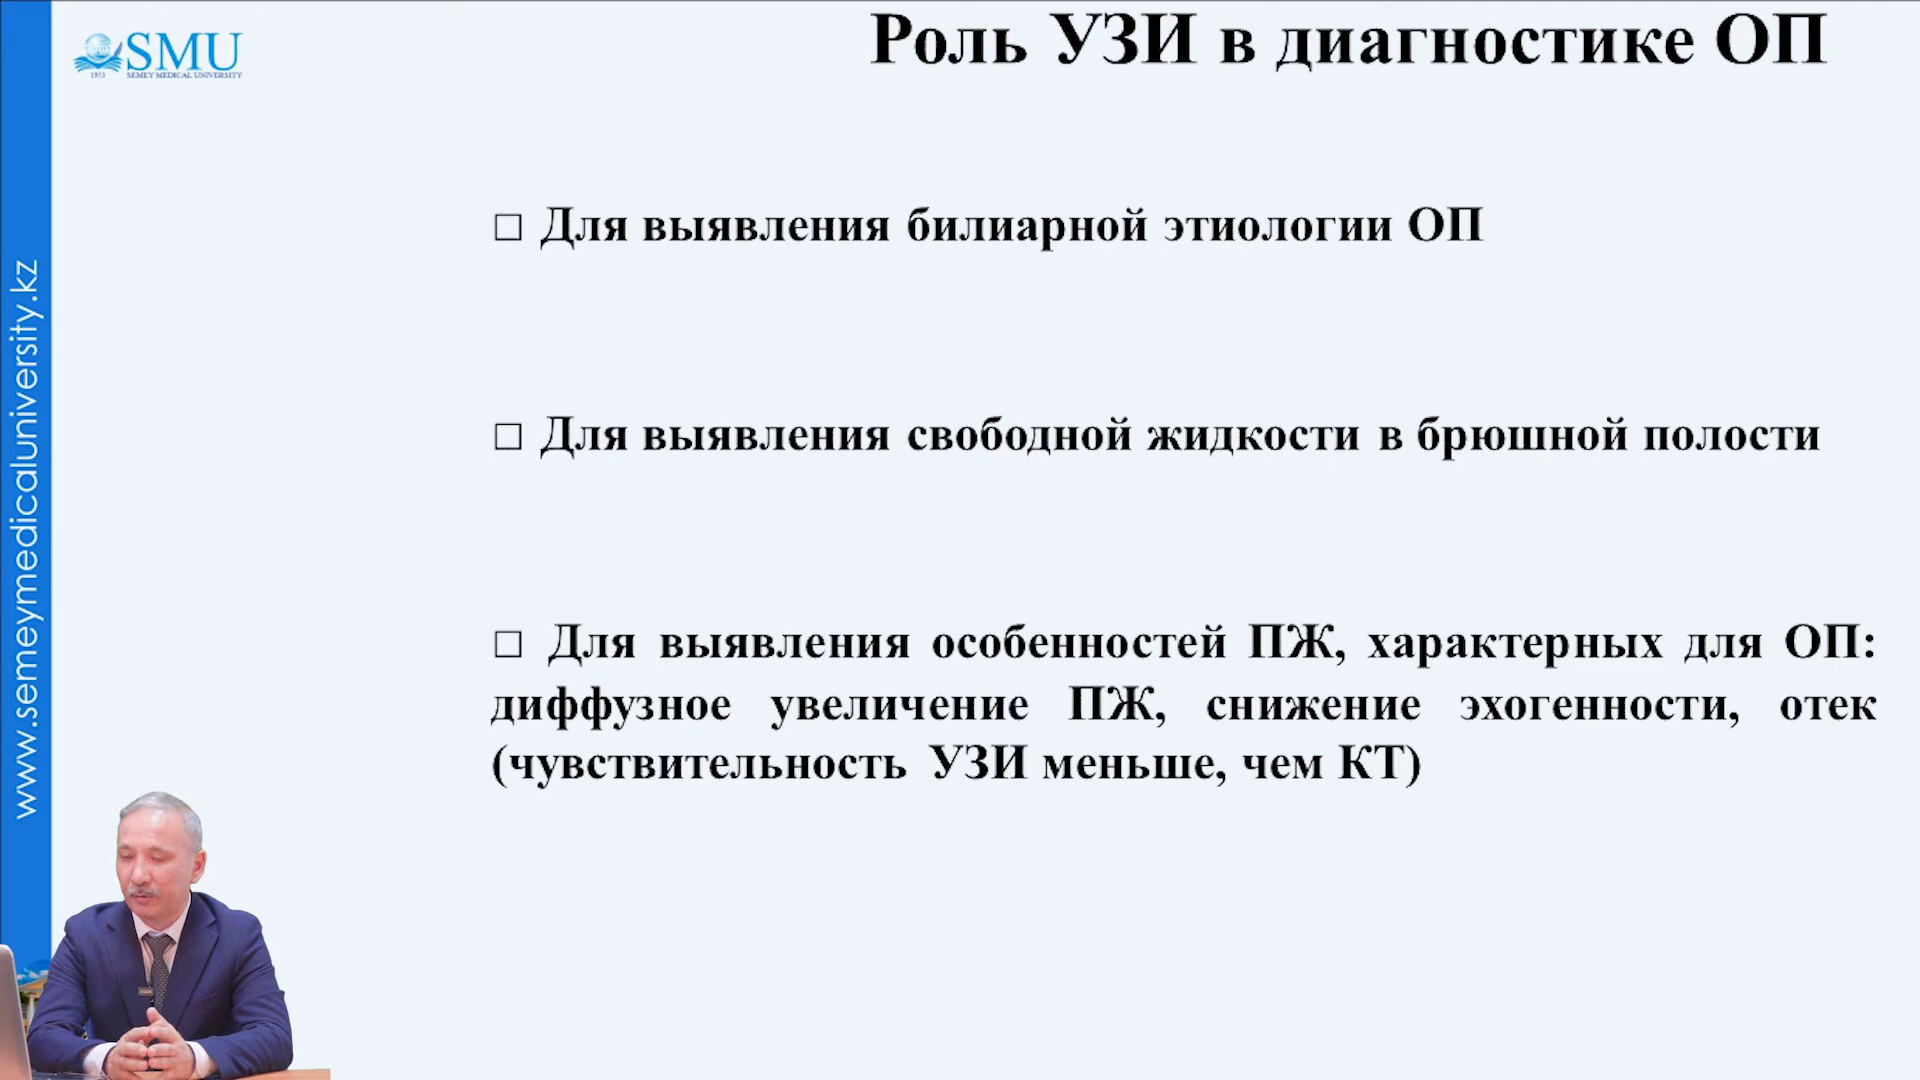 SMU
1953 SEMEY MEDICAL UNIVERSITY
www.semeymedicaluniversity.kz
Роль УЗИ в диагностике ОП
□ Для выявления билиарной этиологии ОП
□ Для выявления свободной жидкости в брюшной полости
□ Для выявления особенностей ПЖ, характерных для ОП:
диффузное увеличение ПЖ, снижение эхогенности, отек
(чувствительность УЗИ меньше, чем КТ)